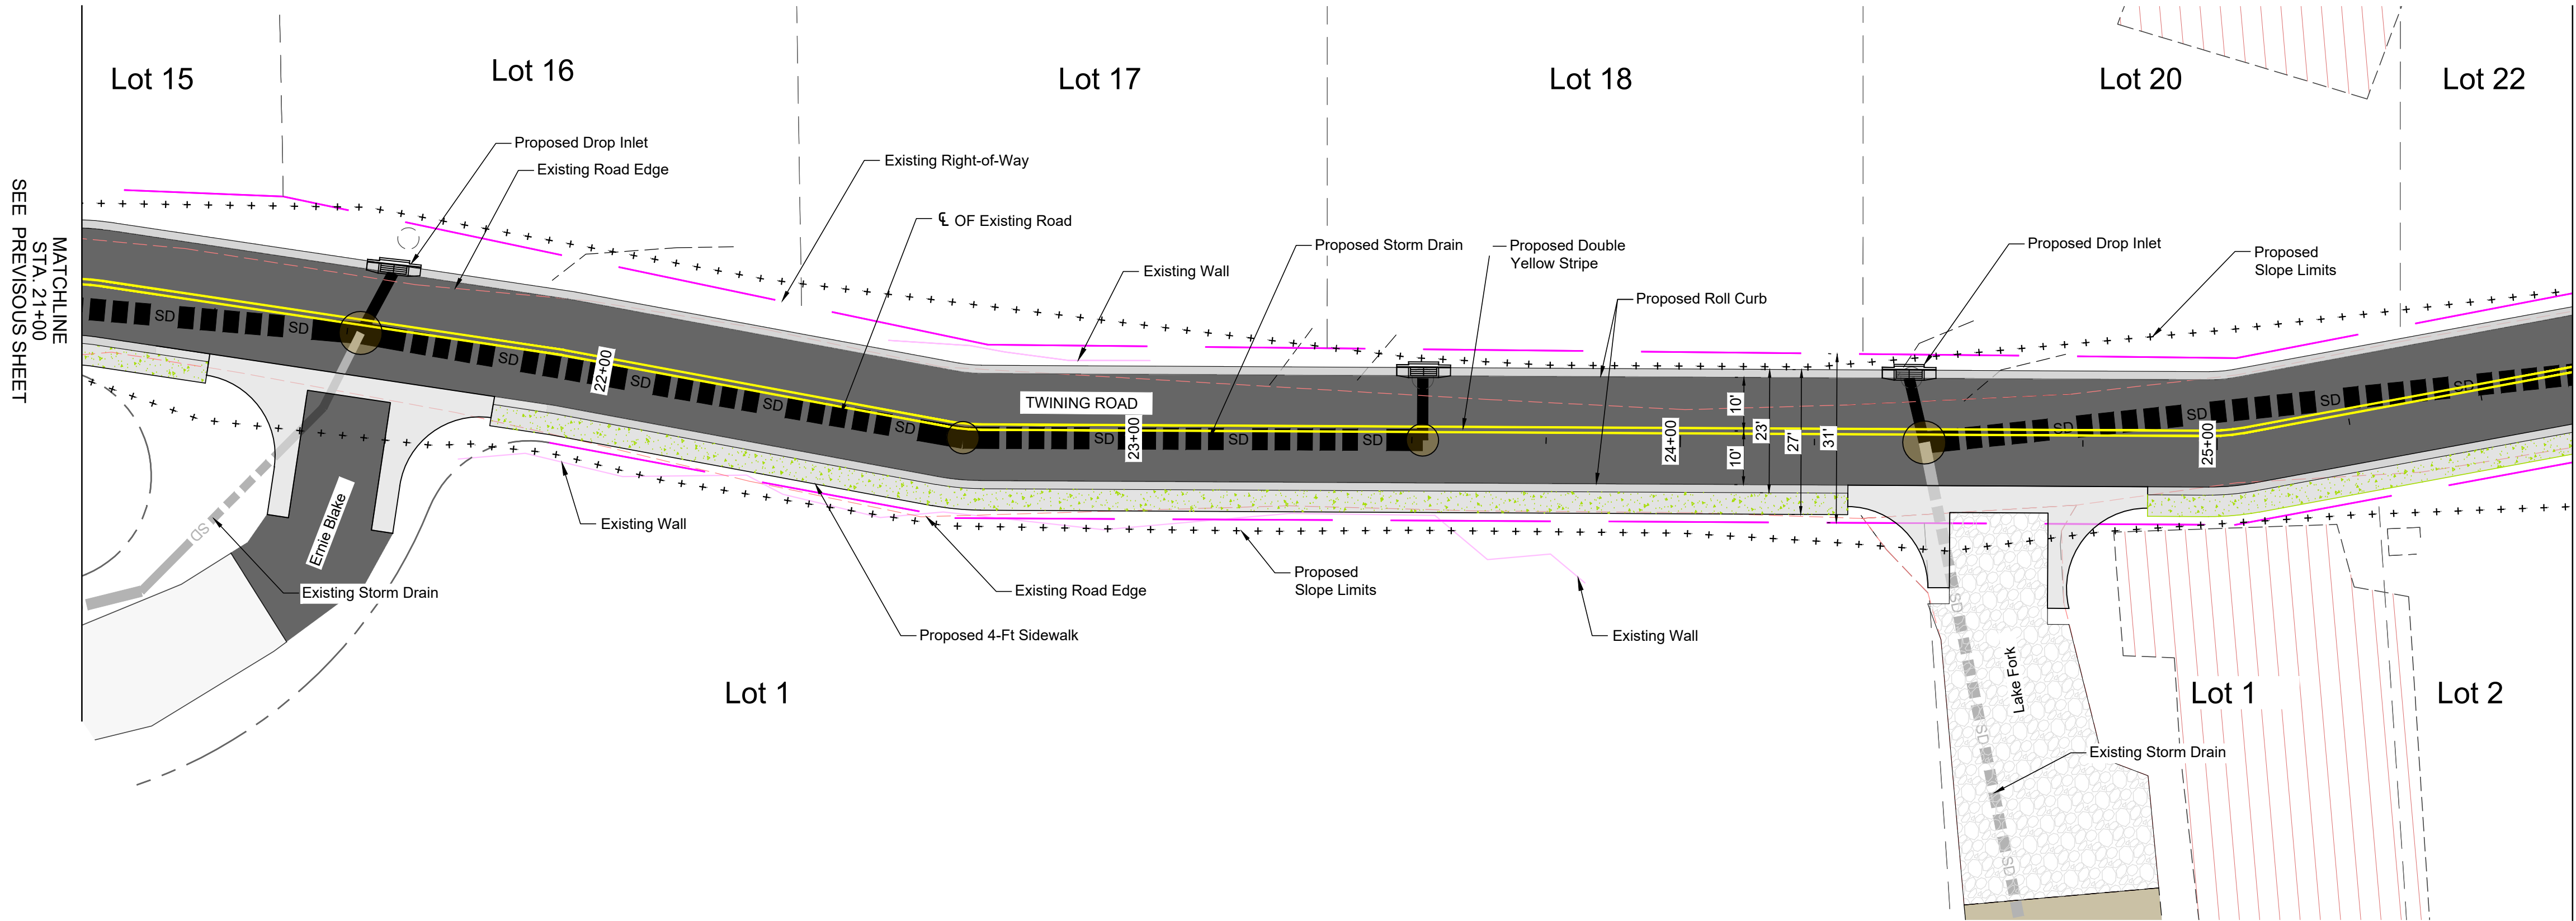 Lot 15
Lot 16
Lot 17
Lot 18
Lot 20
Lot 22
Proposed Drop Inlet
Existing Road Edge
Existing Right-of-Way
℄ OF Existing Road
Existing Wall
Proposed Storm Drain
Proposed Double
Yellow Stripe
Proposed Roll Curb
Proposed Drop Inlet
Proposed
Slope Limits
MATCHLINE
STA. 21+00
SEE PREVISOUS SHEET
SD
SD
SD
22+00
SD
SD
SD
TWINING ROAD
SD
23+00
SD
SD
24+00
10'
10'
23'
27'
31'
SD
SD
25+00
SD
SD
Ernie Blake
SD
Existing Storm Drain
Existing Wall
Existing Road Edge
Proposed 4-Ft Sidewalk
Proposed
Slope Limits
Existing Wall
Lot 1
SD
Lake Fork
SD
Existing Storm Drain
SD
Lot 1
Lot 2